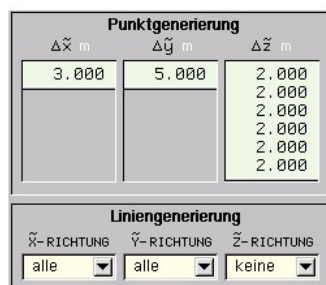 Punktgenerierung
Δx̃ m Δỹ m Δz̃ m
3.000 5.000 2.000
2.000
2.000
2.000
2.000
2.000
Liniengenerierung
X̃-RICHTUNG Ỹ-RICHTUNG Z̃-RICHTUNG
alle alle keine